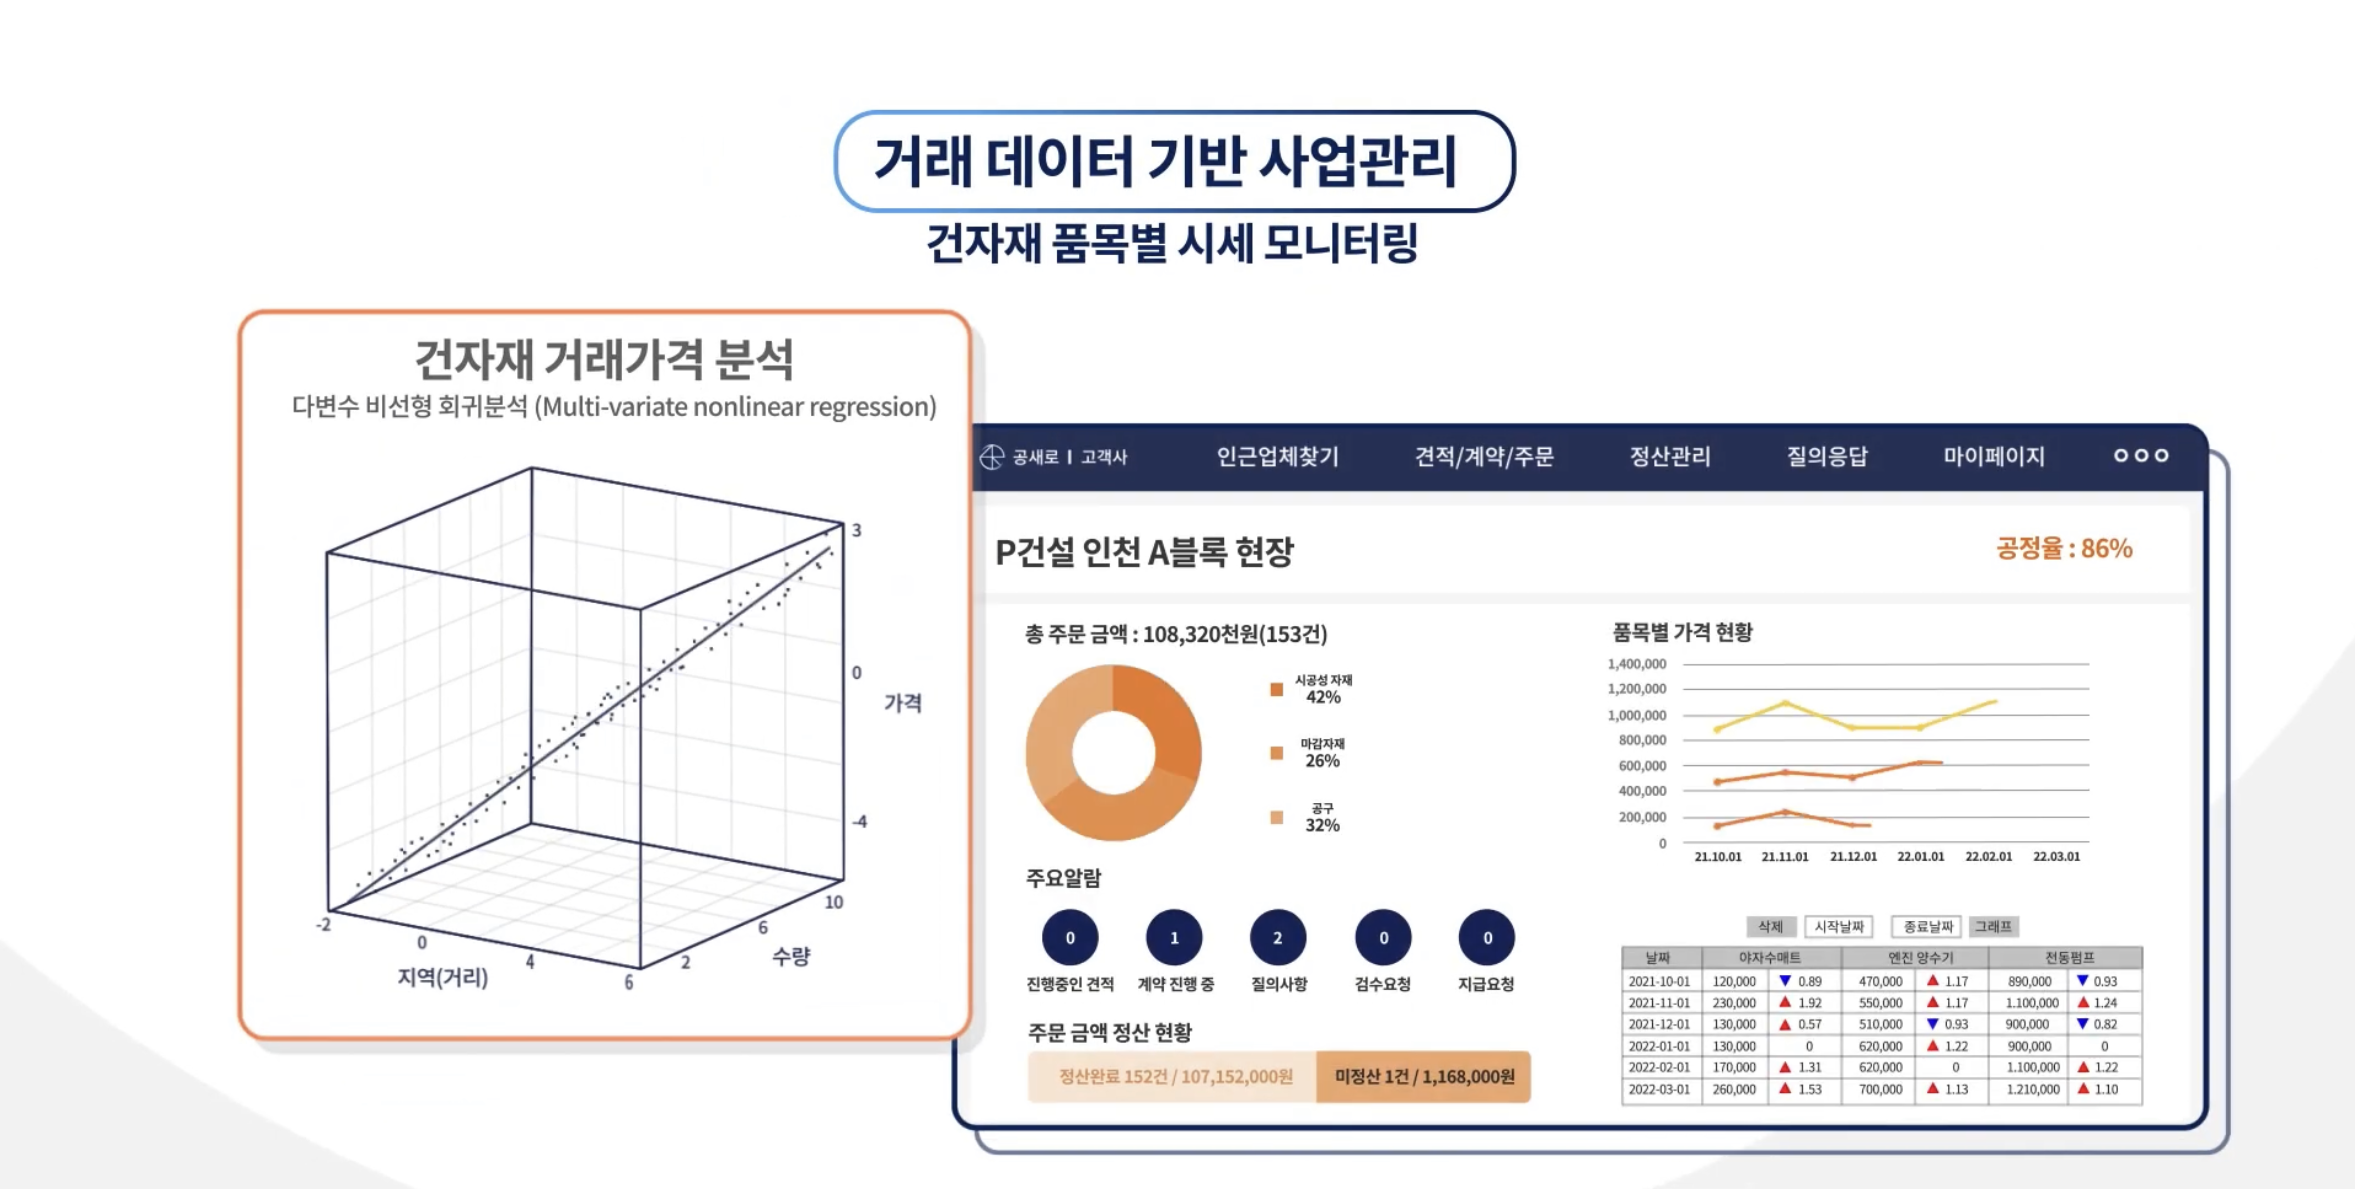 거래 데이터 기반 사업관리
건자재 품목별 시세 모니터링
건자재 거래가격 분석
다변수 비선형 회귀분석 (Multi-variate nonlinear regression)
3
0
가격
-4
10
6
수량
2
-2
0
4
6
지역(거리)
공새로 I 고객사 인근업체찾기 견적/계약/주문 정산관리 질의응답 마이페이지
P건설 인천 A블록 현장 공정율 : 86%
총 주문 금액 : 108,320천원(153건)
시공성 자재
42%
마감자재
26%
공구
32%
주요알람
0 1 2 0 0
진행중인 견적 계약 진행 중 질의사항 검수요청 지급요청
주문 금액 정산 현황
정산완료 152건 / 107,152,000원 미정산 1건 / 1,168,000원
품목별 가격 현황
1,400,000
1,200,000
1,000,000
800,000
600,000
400,000
200,000
0
21.10.01 21.11.01 21.12.01 22.01.01 22.02.01 22.03.01
삭제 시작날짜 종료날짜 그래프
날짜 야자수매트 엔진 양수기 전동펌프
2021-10-01 120,000 ▼ 0.89 470,000 ▲ 1.17 890,000 ▼ 0.93
2021-11-01 230,000 ▲ 1.92 550,000 ▲ 1.17 1.100,000 ▲ 1.24
2021-12-01 130,000 ▲ 0.57 510,000 ▼ 0.93 900,000 ▼ 0.82
2022-01-01 130,000 0 620,000 ▲ 1.22 900,000 0
2022-02-01 170,000 ▲ 1.31 620,000 0 1.100,000 ▲ 1.22
2022-03-01 260,000 ▲ 1.53 700,000 ▲ 1.13 1.210,000 ▲ 1.10